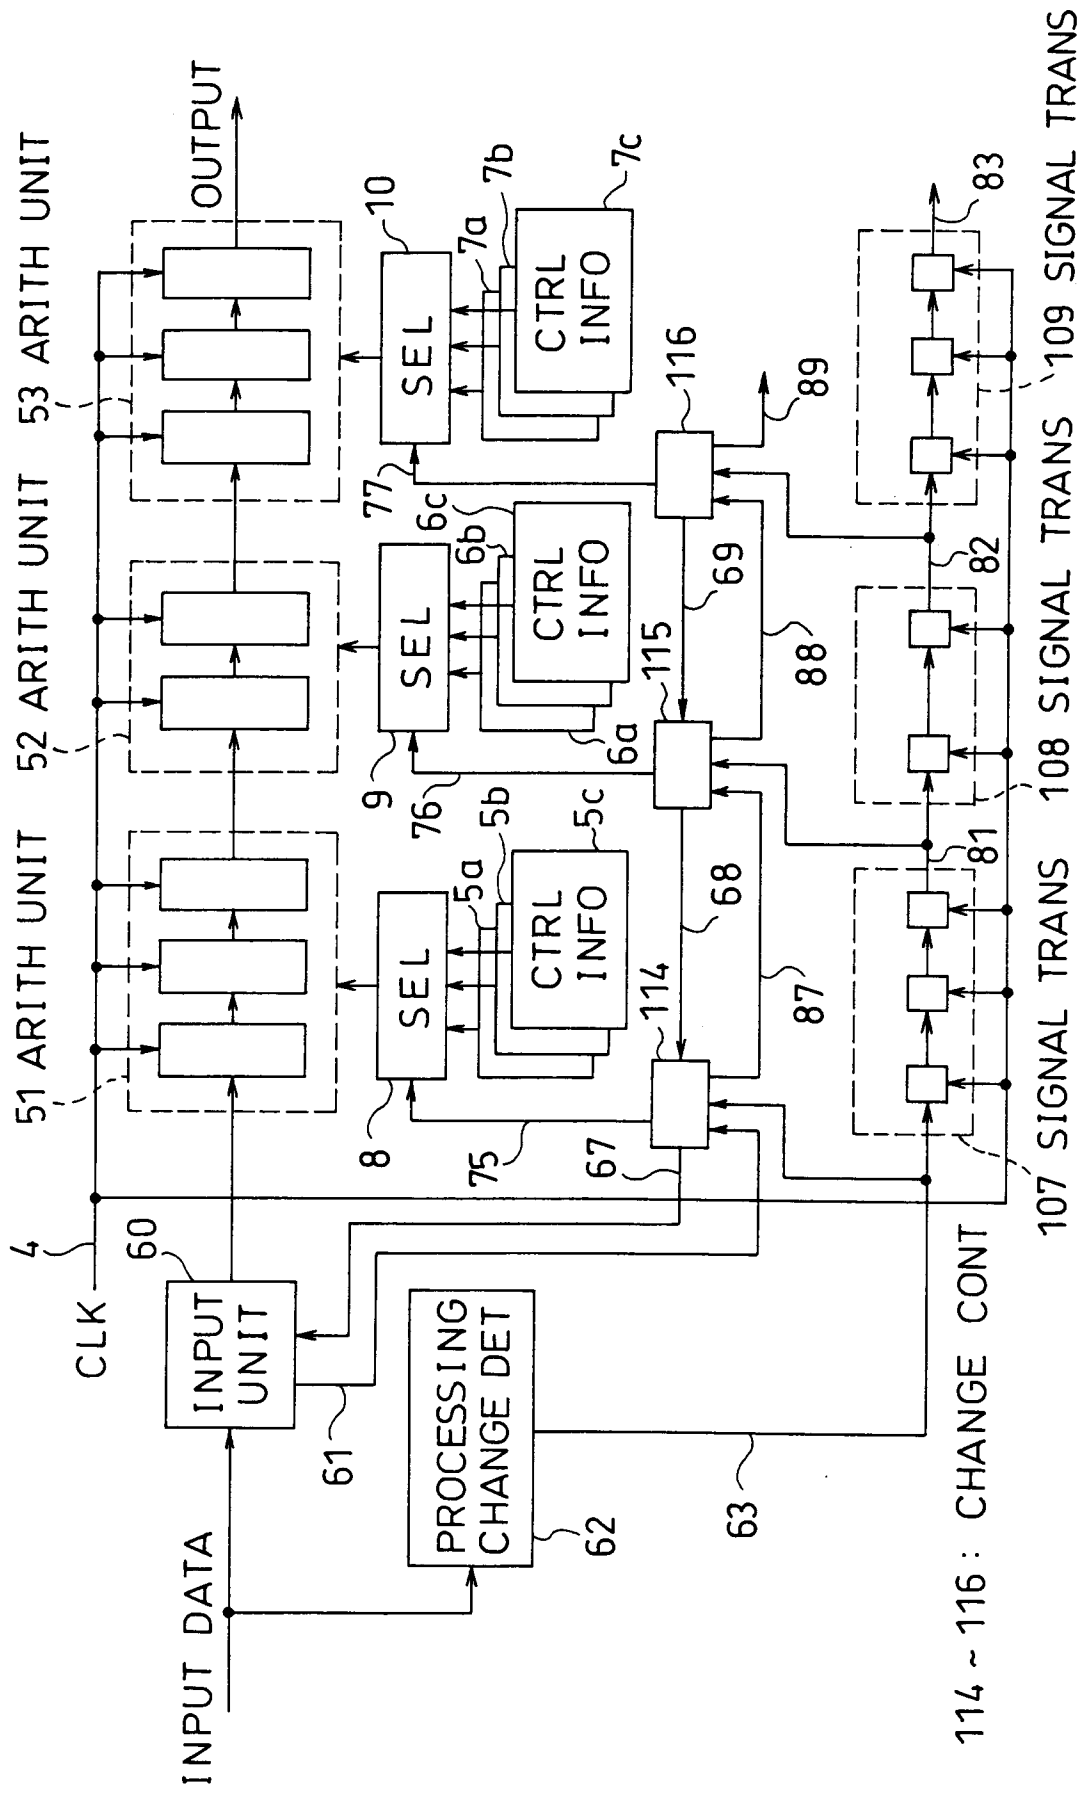 51 ARITH UNIT
52 ARITH UNIT
53 ARITH UNIT
4
CLK
60
INPUT DATA
INPUT
UNIT
OUTPUT
61
PROCESSING
CHANGE DET
62
63
8
SEL
75
5a
5b
5c
CTRL
INFO
9
SEL
76
6a
6b
6c
CTRL
INFO
10
SEL
77
7a
7b
7c
CTRL
INFO
67
114
68
115
69
116
87
88
89
81
82
83
107 SIGNAL TRANS
108 SIGNAL TRANS
109 SIGNAL TRANS
114 ~ 116 : CHANGE CONT